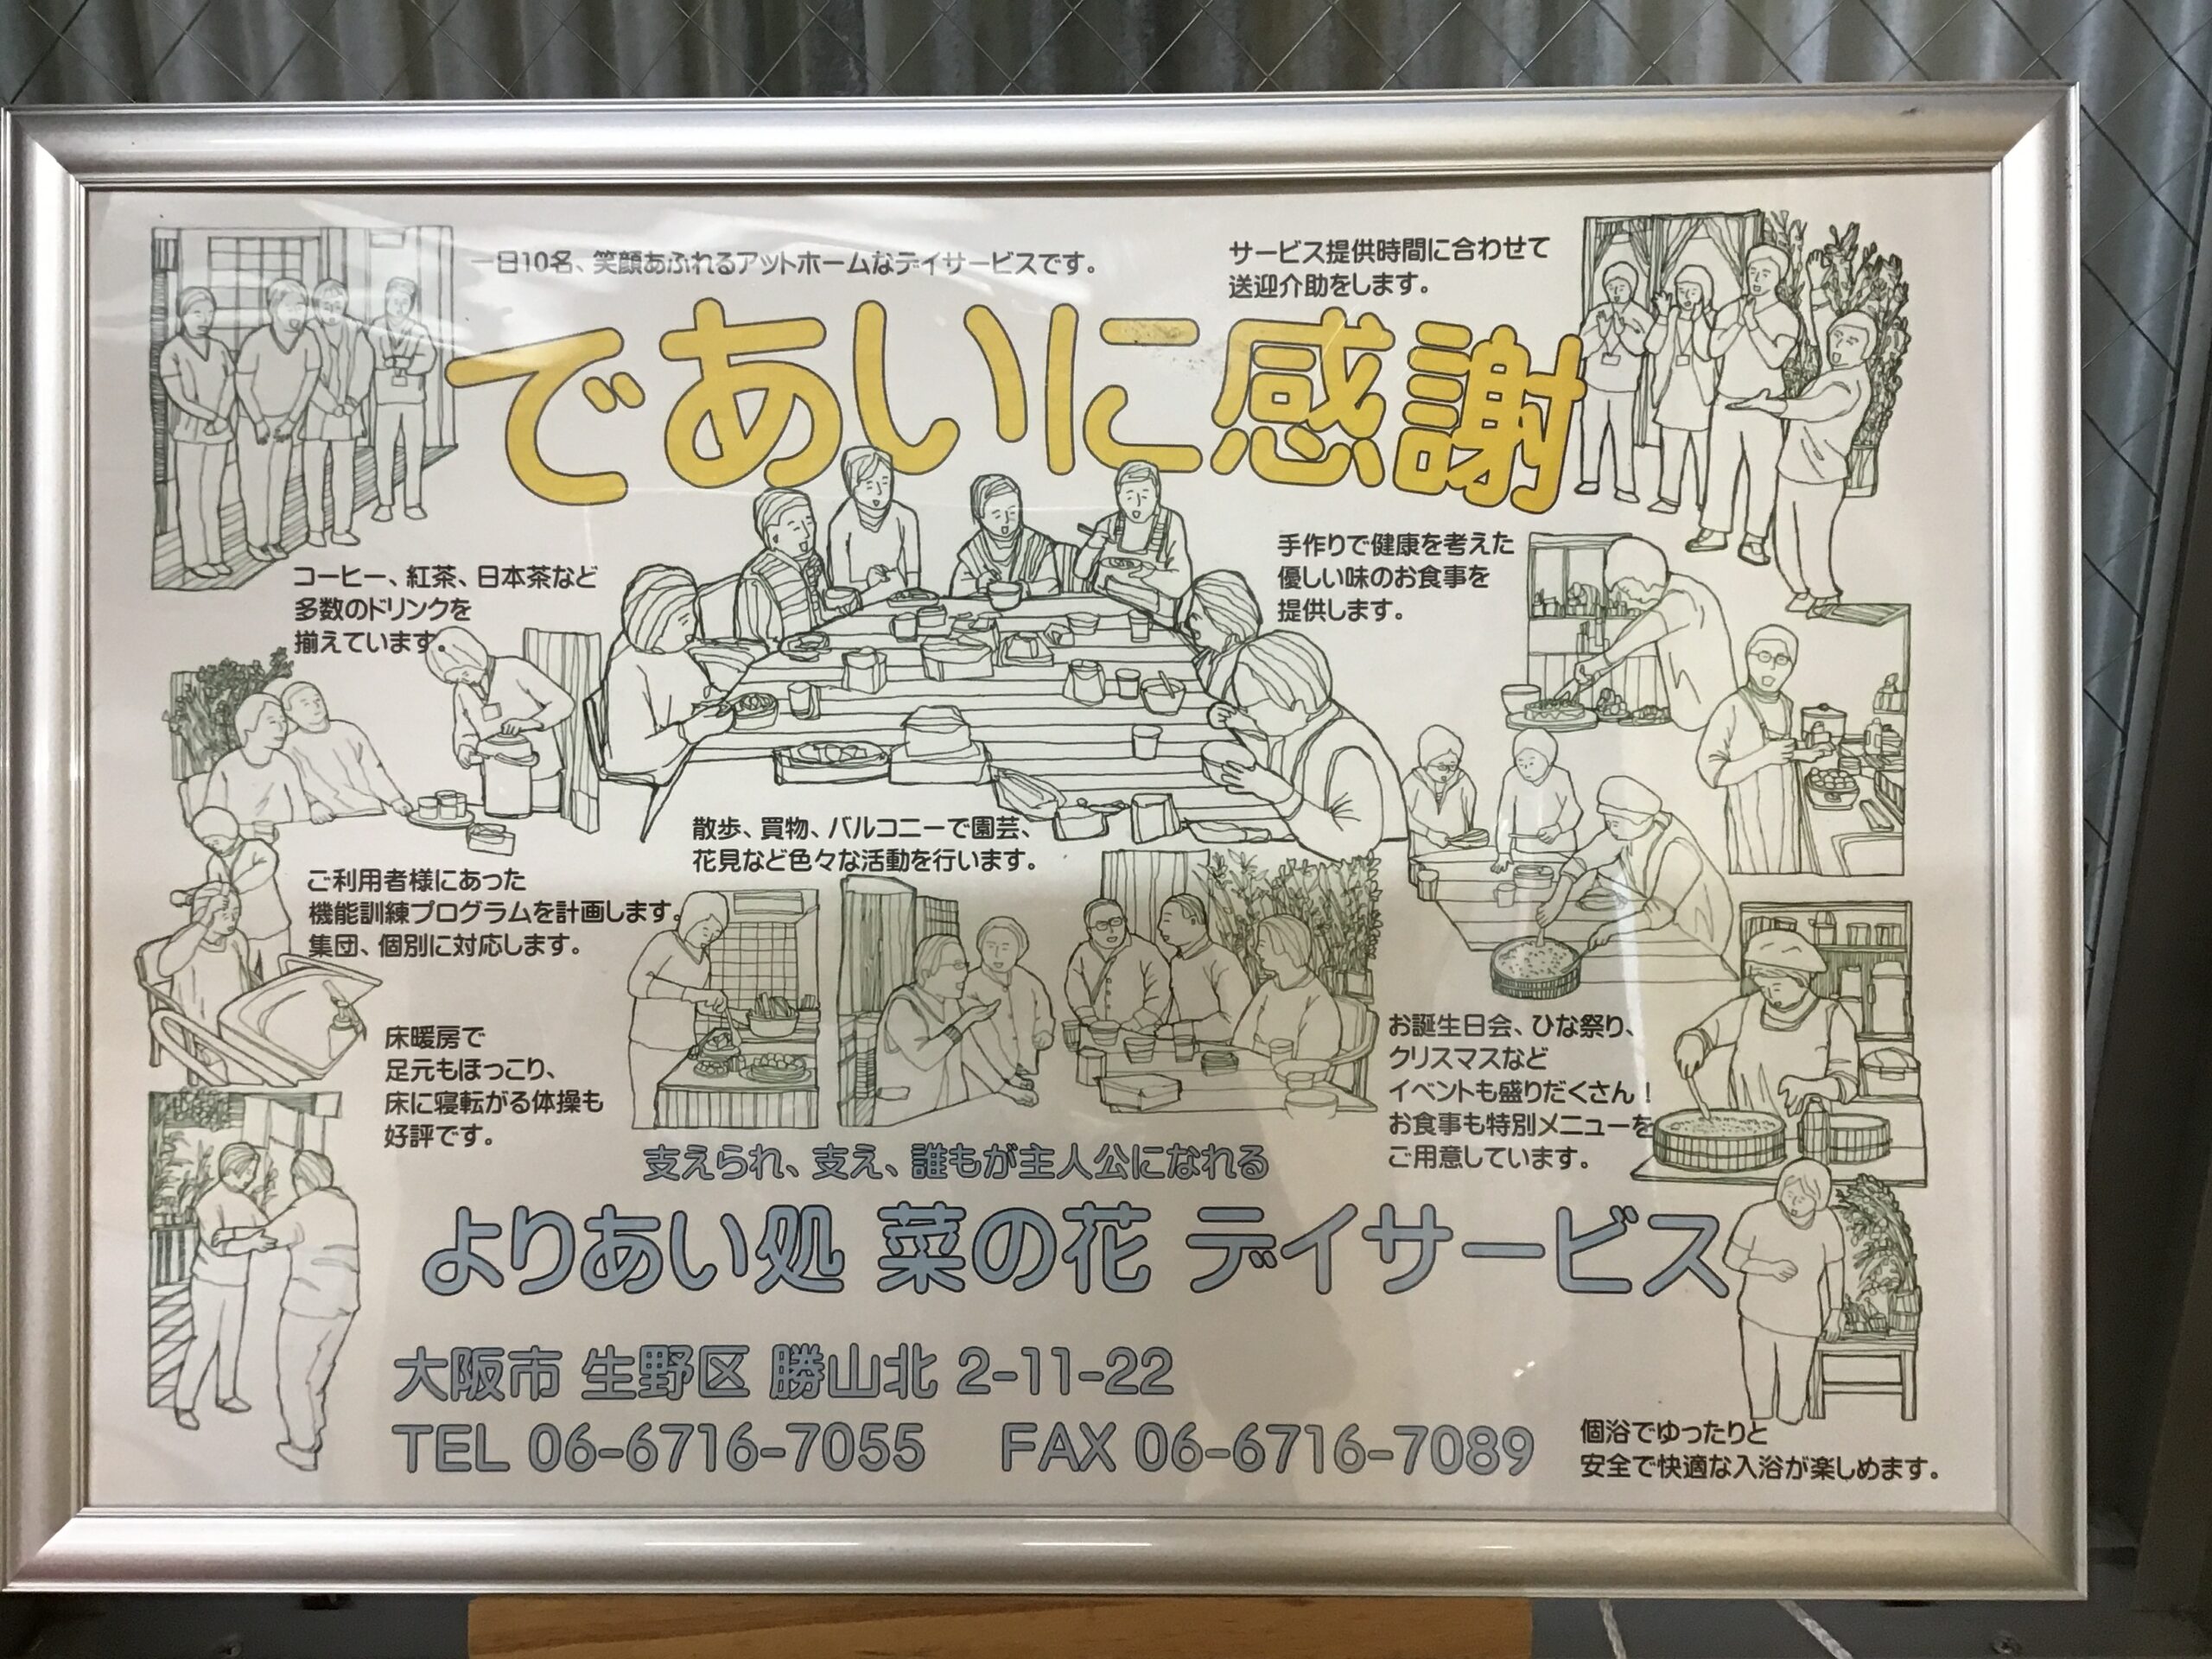 一日10名、笑顔あふれるアットホームなデイサービスです。
サービス提供時間に合わせて
送迎介助をします。
であいに感謝
手作りで健康を考えた
優しい味のお食事を
提供します。
コーヒー、紅茶、日本茶など
多数のドリンクを
揃えています。
散歩、買物、バルコニーで園芸、
花見など色々な活動を行います。
ご利用者様にあった
機能訓練プログラムを計画します。
集団、個別に対応します。
床暖房で
足元もほっこり、
床に寝転がる体操も
好評です。
お誕生日会、ひな祭り、
クリスマスなど
イベントも盛りだくさん！
お食事も特別メニューを
ご用意しています。
支えられ、支え、誰もが主人公になれる
よりあい処 菜の花 デイサービス
大阪市 生野区 勝山北 2-11-22
TEL 06-6716-7055 FAX 06-6716-7089
個浴でゆったりと
安全で快適な入浴が楽しめます。